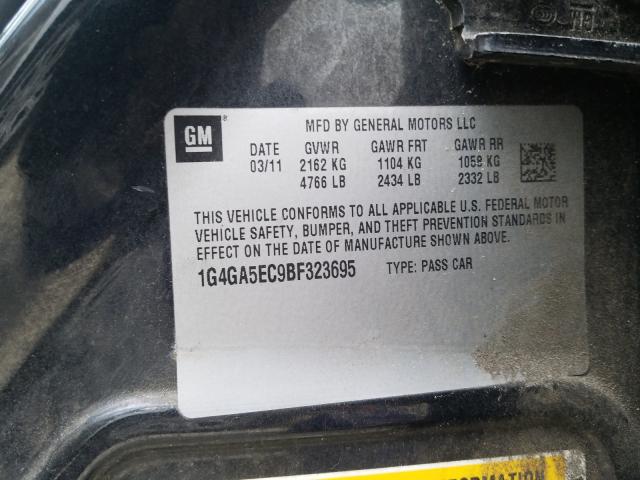 GM
®
MFD BY GENERAL MOTORS LLC
DATE GVWR GAWR FRT GAWR RR
03/11 2162 KG 1104 KG 1058 KG
4766 LB 2434 LB 2332 LB
THIS VEHICLE CONFORMS TO ALL APPLICABLE U.S. FEDERAL MOTOR
VEHICLE SAFETY, BUMPER, AND THEFT PREVENTION STANDARDS IN
EFFECT ON THE DATE OF MANUFACTURE SHOWN ABOVE.
1G4GA5EC9BF323695 TYPE: PASS CAR
INFORMATION